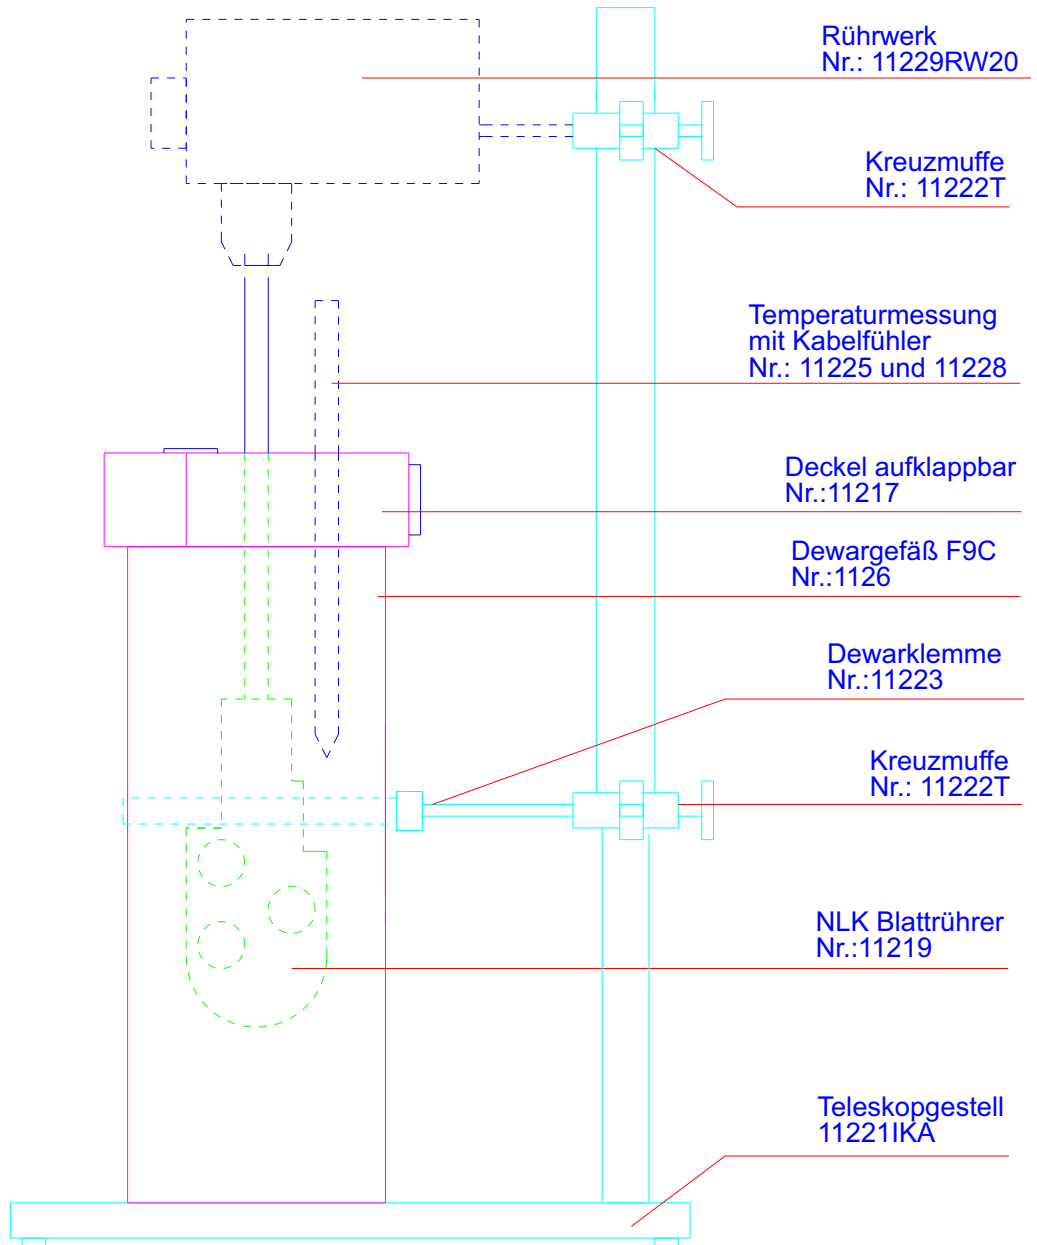 Rührwerk
Nr.: 11229RW20
Kreuzmuffe
Nr.: 11222T
Temperaturmessung
mit Kabelfühler
Nr.: 11225 und 11228
Deckel aufklappbar
Nr.:11217
Dewargefäß F9C
Nr.:1126
Dewarklemme
Nr.:11223
Kreuzmuffe
Nr.: 11222T
NLK Blattrührer
Nr.:11219
Teleskopgestell
11221IKA